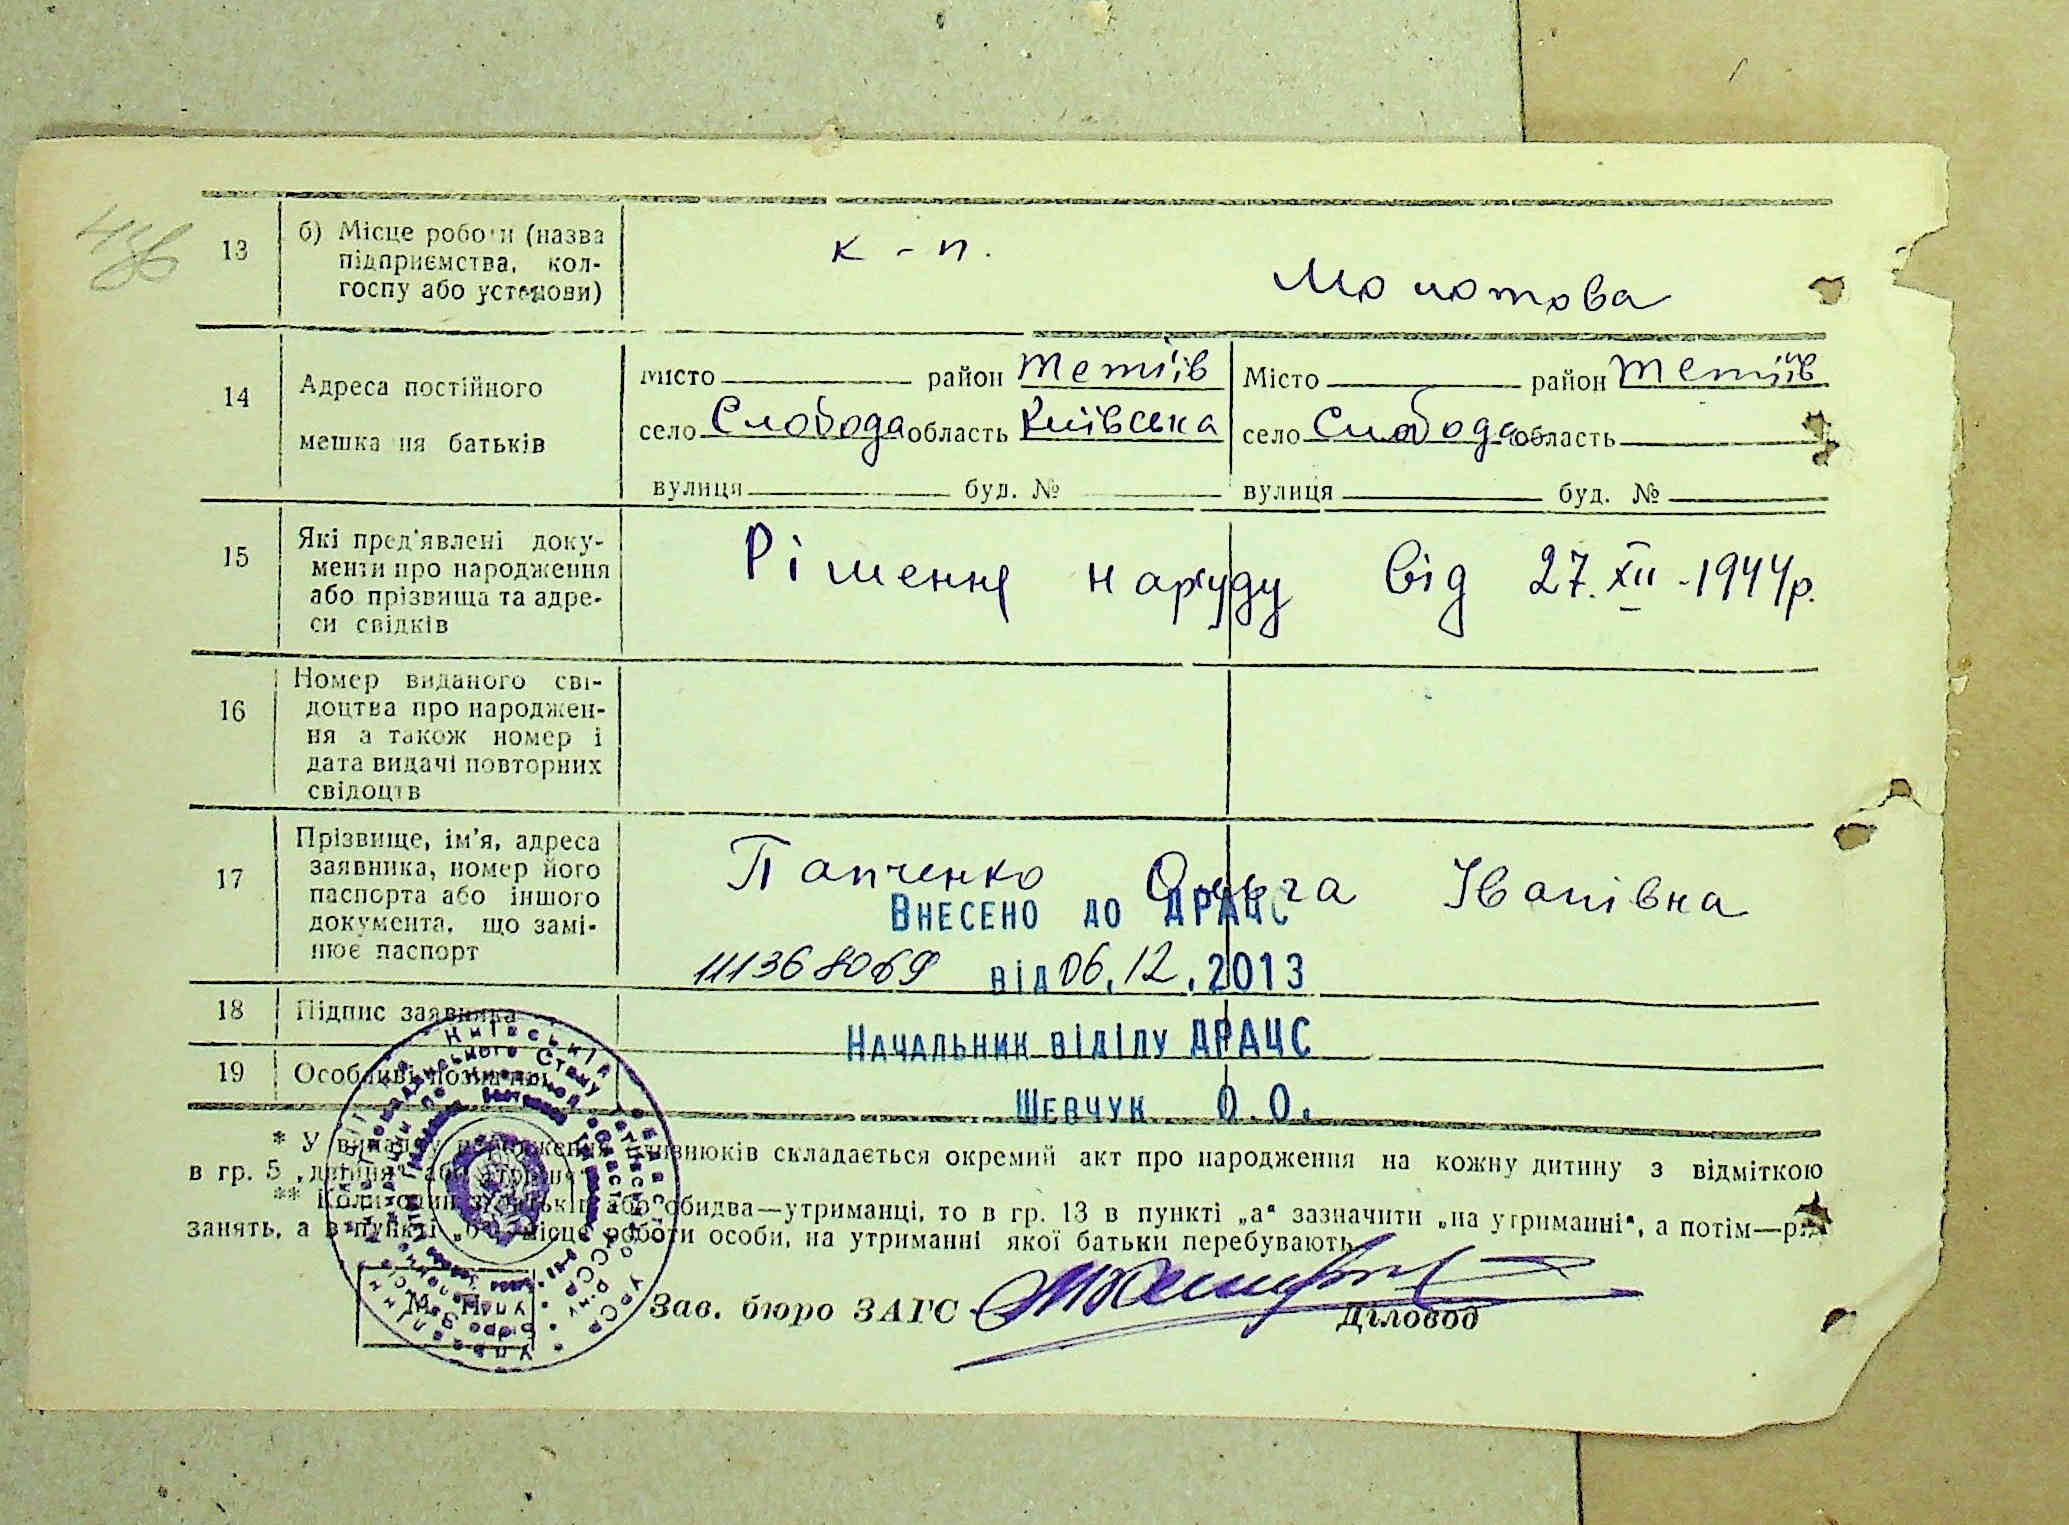 13 б) Місце роботи (назва підприємства, колгоспу або установи) к-п. Молотова
14 Адреса постійного мешкання батьків
місто район Тетіїв Місто район Тетіїв
село Слобода область Київська село Слобода область
вулиця буд. № вулиця буд. №
15 Які пред'явлені документи про народження або прізвища та адреси свідків Рішення нарсуду від 27.XII-1944р.
16 Номер виданого свідоцтва про народження а також номер і дата видачі повторних свідоцтв
17 Прізвище, ім'я, адреса заявника, номер його паспорта або іншого документа, що замінює паспорт Папченко Ольга Іванівна
Внесено до ДРАЦС
111368069 від 06.12.2013
18 Підпис заявника
Начальник відділу ДРАЦС
19 Особливі позначки
Шевчук О.О.
* У випадку народження близнюків складається окремий акт про народження на кожну дитину з відміткою
в гр. 5 „двійня“ або „трійня“
** Коли один з батьків або обидва—утриманці, то в гр. 13 в пункті „а“ зазначити „на утриманні“, а потім—рід
занять, а в пункті „б“ місце роботи особи, на утриманні якої батьки перебувають
М. П. Зав. бюро ЗАГС Діловод